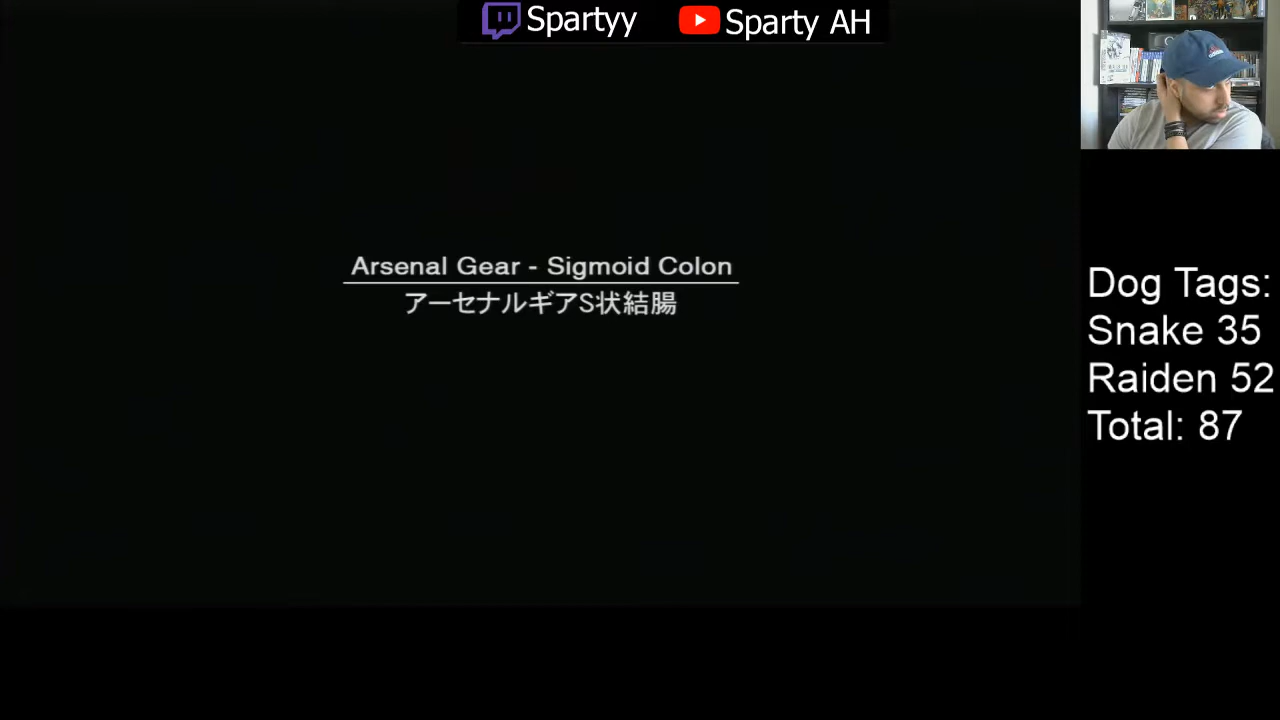 Spartyy
Sparty AH
Arsenal Gear - Sigmoid Colon
アーセナルギアS状結腸
Dog Tags:
Snake 35
Raiden 52
Total: 87